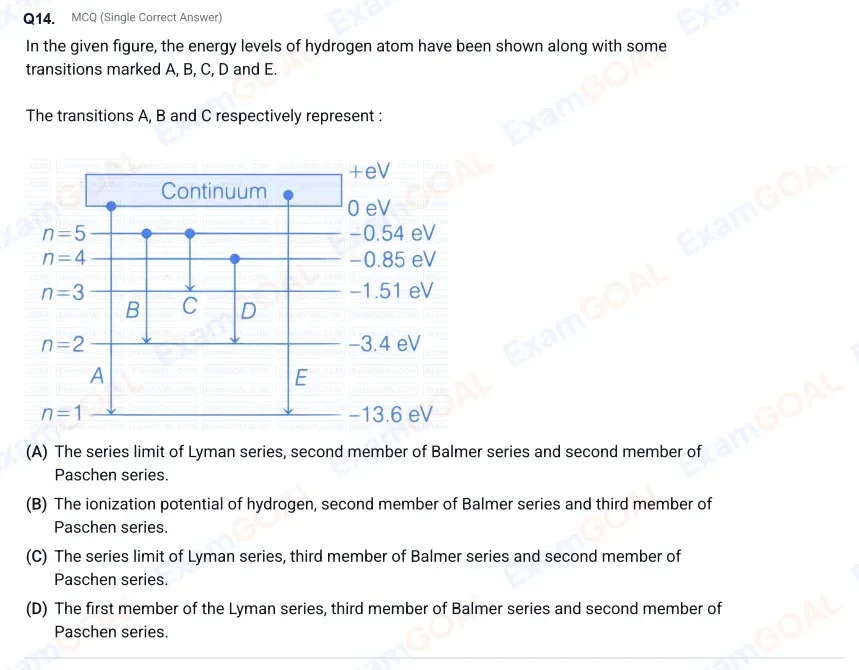 Q14. MCQ (Single Correct Answer)
In the given figure, the energy levels of hydrogen atom have been shown along with some
transitions marked A, B, C, D and E.
The transitions A, B and C respectively represent :
+eV
Continuum
0 eV
n=5 −0.54 eV
n=4 −0.85 eV
n=3 −1.51 eV
B C D
n=2 −3.4 eV
A E
n=1 −13.6 eV
(A) The series limit of Lyman series, second member of Balmer series and second member of
Paschen series.
(B) The ionization potential of hydrogen, second member of Balmer series and third member of
Paschen series.
(C) The series limit of Lyman series, third member of Balmer series and second member of
Paschen series.
(D) The first member of the Lyman series, third member of Balmer series and second member of
Paschen series.
ExamGOAL